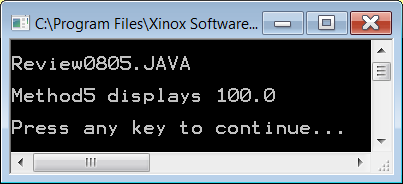 C:\Program Files\Xinox Software...
Review0805.JAVA
Method5 displays 100.0
Press any key to continue...